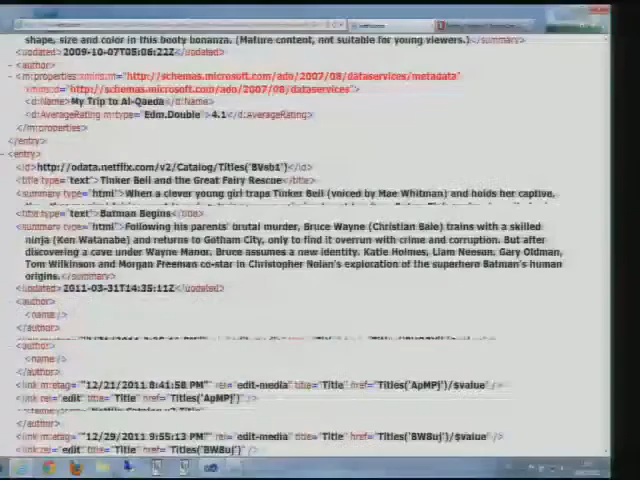 shape, size and color in this booty bonanza. (Mature content, not suitable for young viewers.)</summary>
<updated>2009-10-07T05:06:22Z</updated>
- <author>
- <m:properties xmlns:m="http://schemas.microsoft.com/ado/2007/08/dataservices/metadata"
xmlns:d="http://schemas.microsoft.com/ado/2007/08/dataservices">
<d:Name>My Trip to Al-Qaeda</d:Name>
<d:AverageRating m:type="Edm.Double">4.1</d:AverageRating>
</m:properties>
</entry>
- <entry>
<id>http://odata.netflix.com/v2/Catalog/Titles('BVsb1')</id>
<title type="text">Tinker Bell and the Great Fairy Rescue</title>
<summary type="html">When a clever young girl traps Tinker Bell (voiced by Mae Whitman) and holds her captive,
<title type="text">Batman Begins</title>
<summary type="html">Following his parents' brutal murder, Bruce Wayne (Christian Bale) trains with a skilled
ninja (Ken Watanabe) and returns to Gotham City, only to find it overrun with crime and corruption. But after
discovering a cave under Wayne Manor, Bruce assumes a new identity. Katie Holmes, Liam Neeson, Gary Oldman,
Tom Wilkinson and Morgan Freeman co-star in Christopher Nolan's exploration of the superhero Batman's human
origins.</summary>
<updated>2011-03-31T14:35:11Z</updated>
<author>
<name/>
</author>
<author>
<name/>
</author>
<link m:etag="12/21/2011 8:41:58 PM" rel="edit-media" title="Title" href="Titles('ApMPJ')/$value" />
<link rel="edit" title="Title" href="Titles('ApMPJ')" />
</author>
<link m:etag="12/29/2011 9:55:13 PM" rel="edit-media" title="Title" href="Titles('BWBuj')/$value" />
<link rel="edit" title="Title" href="Titles('BWBuj')" />